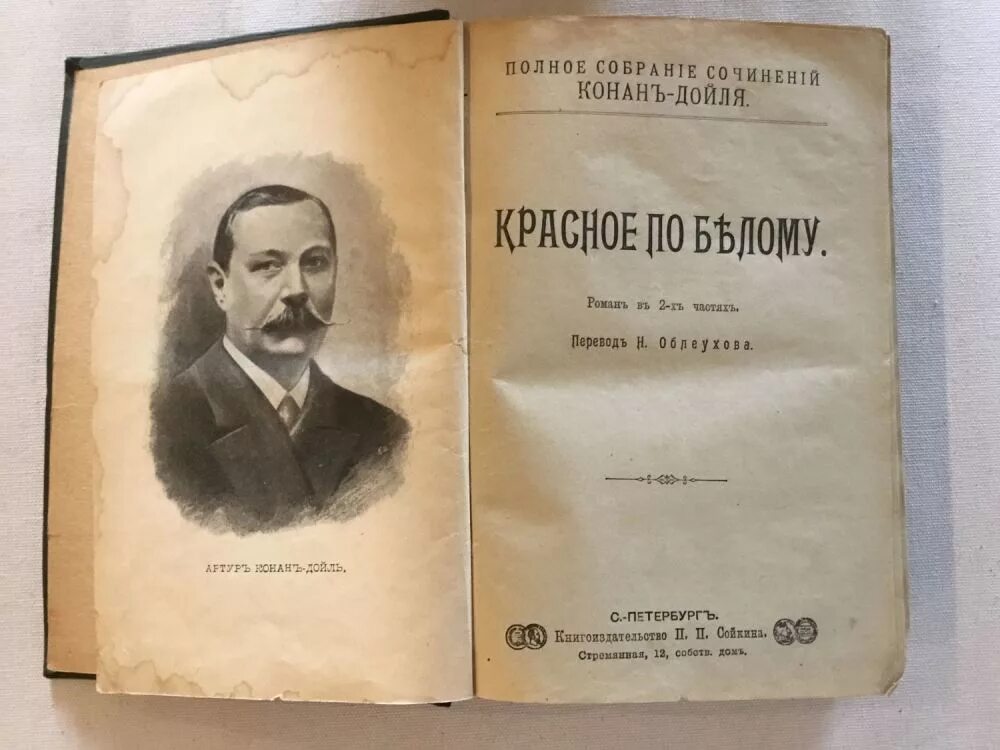 АРТУРЪ КОНАНЪ-ДОЙЛЬ.
ПОЛНОЕ СОБРАНІЕ СОЧИНЕНІЙ
КОНАНЪ-ДОЙЛЯ.
КРАСНОЕ ПО БѢЛОМУ.
Романъ въ 2-хъ частяхъ.
Переводъ Н. Облеухова.
С.-ПЕТЕРБУРГЪ.
Книгоиздательство П. П. Сойкина.
Стремянная, 12, собств. домъ.